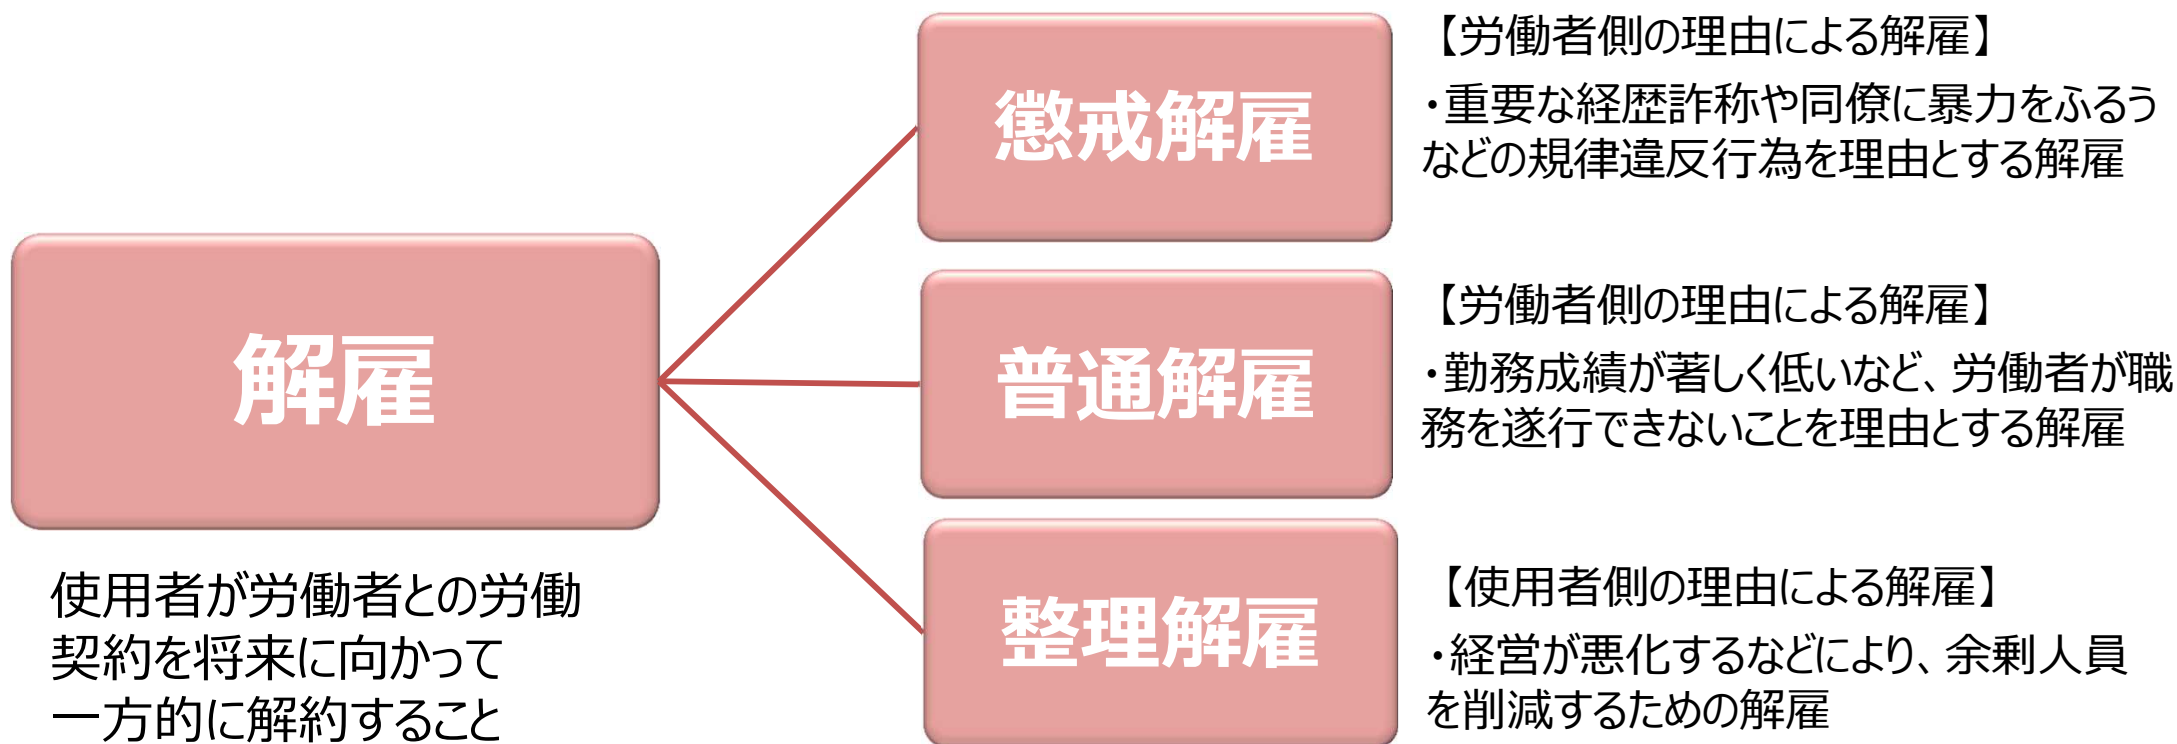 解雇
使用者が労働者との労働
契約を将来に向かって
一方的に解約すること
懲戒解雇
【労働者側の理由による解雇】
・重要な経歴詐称や同僚に暴力をふるう
などの規律違反行為を理由とする解雇
普通解雇
【労働者側の理由による解雇】
・勤務成績が著しく低いなど、労働者が職
務を遂行できないことを理由とする解雇
整理解雇
【使用者側の理由による解雇】
・経営が悪化するなどにより、余剰人員
を削減するための解雇